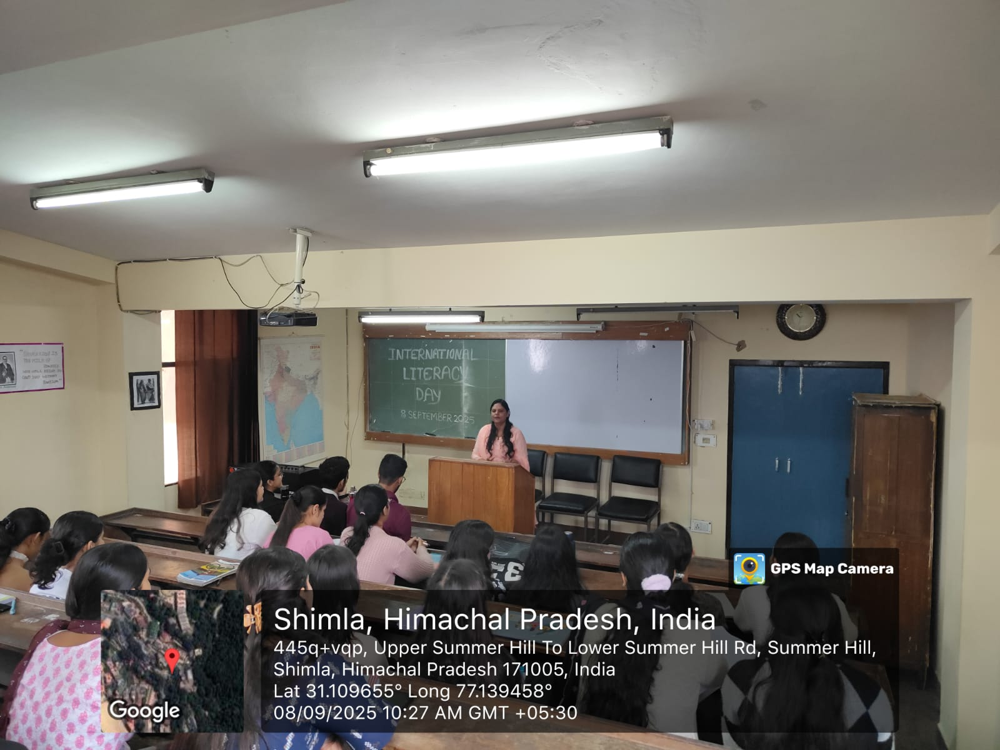 INTERNATIONAL
LITERACY
DAY
8 SEPTEMBER 2025
INDIA
GPS Map Camera
Shimla, Himachal Pradesh, India
445q+vqp, Upper Summer Hill To Lower Summer Hill Rd, Summer Hill,
Shimla, Himachal Pradesh 171005, India
Lat 31.109655° Long 77.139458°
08/09/2025 10:27 AM GMT +05:30
Google